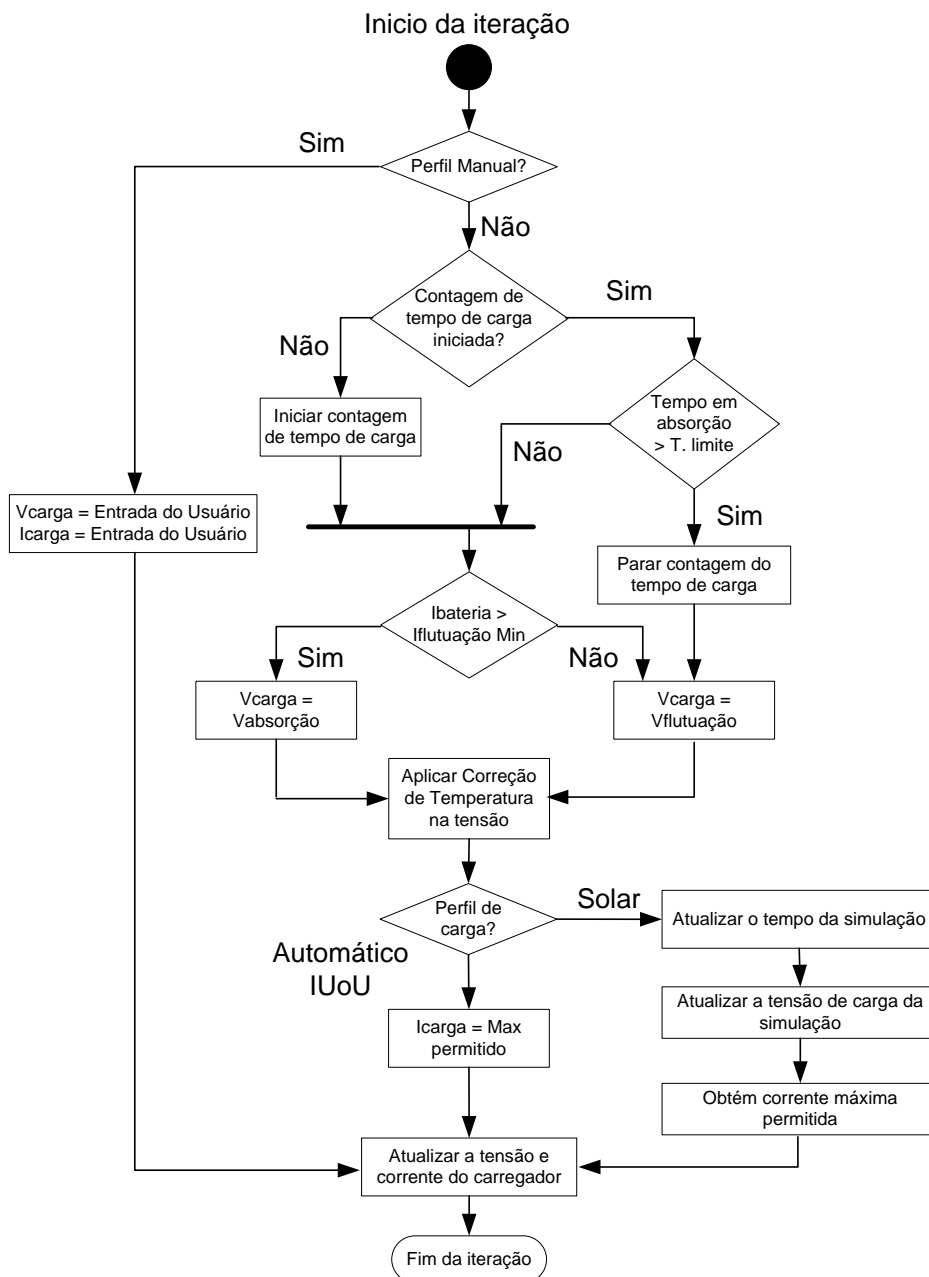 Inicio da iteração
Sim
Perfil Manual?
Não
Contagem de
tempo de carga
iniciada?
Sim
Não
Iniciar contagem
de tempo de carga
Tempo em
absorção
> T. limite
Não
Sim
Vcarga = Entrada do Usuário
Icarga = Entrada do Usuário
Parar contagem do
tempo de carga
Ibateria >
Iflutuação Min
Sim
Não
Vcarga =
Vabsorção
Vcarga =
Vflutuação
Aplicar Correção
de Temperatura
na tensão
Perfil de
carga?
Solar
Automático
IUoU
Atualizar o tempo da simulação
Atualizar a tensão de carga da
simulação
Icarga = Max
permitido
Obtém corrente máxima
permitida
Atualizar a tensão e
corrente do carregador
Fim da iteração